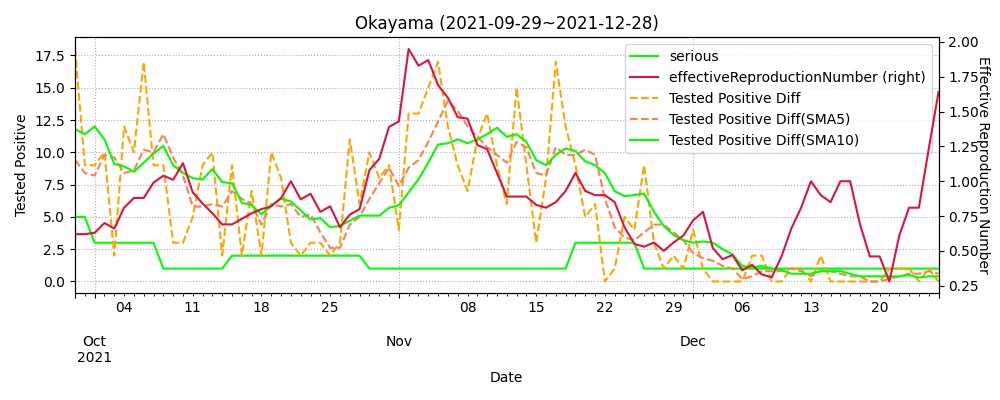 Okayama (2021-09-29~2021-12-28)
Tested Positive
17.5
15.0
12.5
10.0
7.5
5.0
2.5
0.0
serious
effectiveReproductionNumber (right)
Tested Positive Diff
Tested Positive Diff(SMA5)
Tested Positive Diff(SMA10)
2.00
1.75
1.50
1.25
1.00
0.75
0.50
0.25
Effective Reproduction Number
04 11 18 25 08 15 22 29 06 13 20
Oct Nov Dec
2021
Date